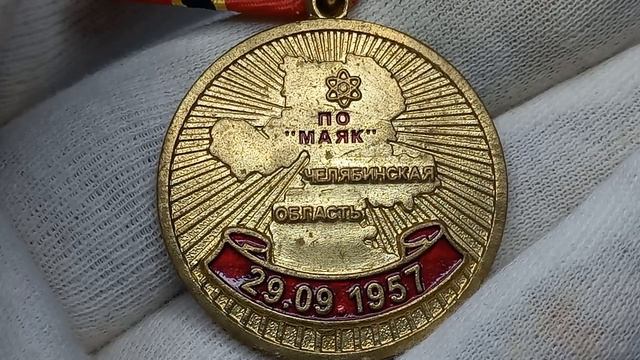 ПО
"МАЯК"
ЧЕЛЯБИНСКАЯ
ОБЛАСТЬ
29.09 1957